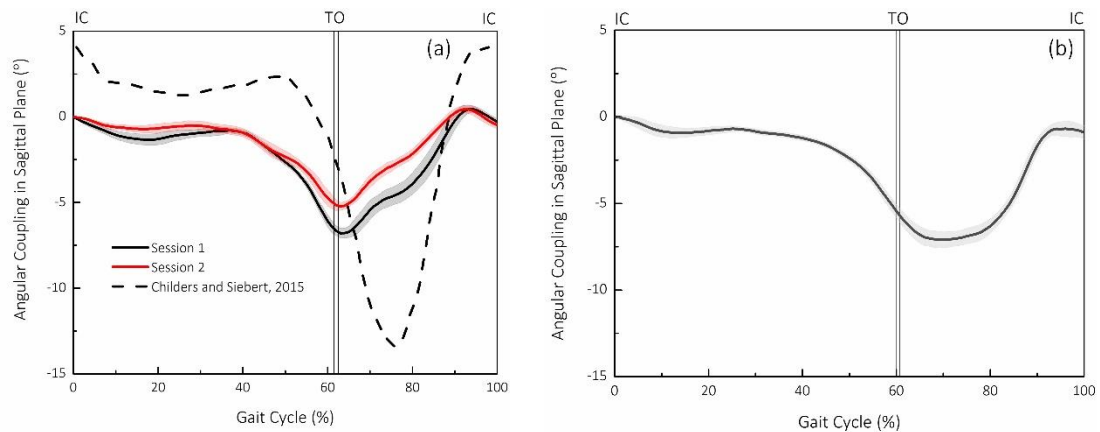 IC TO IC
(a)
5
0
-5
-10
-15
Angular Coupling in Sagittal Plane (°)
Session 1
Session 2
Childers and Siebert, 2015
0 20 40 60 80 100
Gait Cycle (%)
IC TO IC
(b)
5
0
-5
-10
-15
Angular Coupling in Sagittal Plane (°)
0 20 40 60 80 100
Gait Cycle (%)